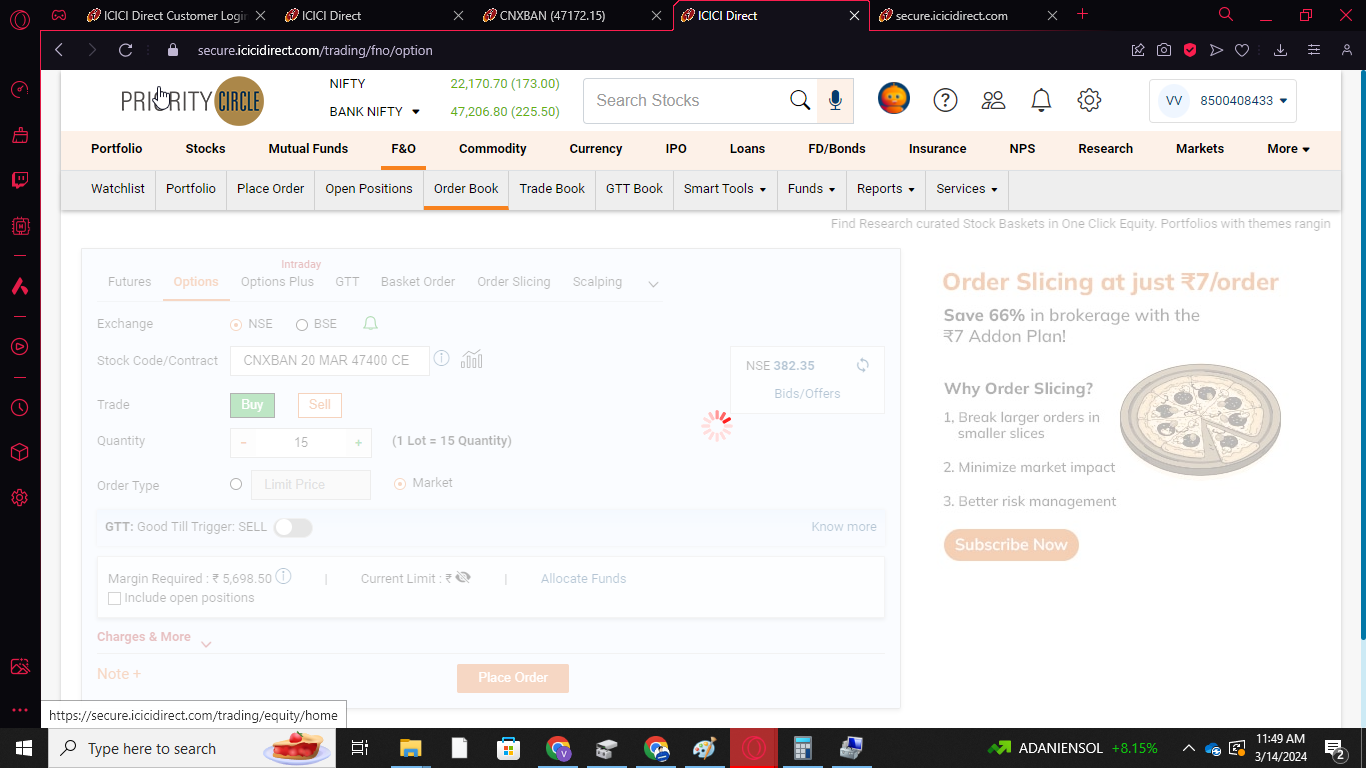 ICICI Direct Customer Login
ICICI Direct
CNXBAN (47172.15)
ICICI Direct
secure.icicidirect.com
secure.icicidirect.com/trading/fno/option
PRIORITY CIRCLE
NIFTY 22,170.70 (173.00)
BANK NIFTY 47,206.80 (225.50)
Search Stocks
VV 8500408433
Portfolio Stocks Mutual Funds F&O Commodity Currency IPO Loans FD/Bonds Insurance NPS Research Markets More
Watchlist Portfolio Place Order Open Positions Order Book Trade Book GTT Book Smart Tools Funds Reports Services
Find Research curated Stock Baskets in One Click Equity. Portfolios with themes rangin
Intraday
Futures Options Options Plus GTT Basket Order Order Slicing Scalping
Exchange NSE BSE
Stock Code/Contract CNXBAN 20 MAR 47400 CE
NSE 382.35
Bids/Offers
Trade Buy Sell
Quantity - 15 + (1 Lot = 15 Quantity)
Order Type Limit Price Market
GTT: Good Till Trigger: SELL Know more
Margin Required : ₹ 5,698.50 | Current Limit : ₹ | Allocate Funds
Include open positions
Charges & More
Note +
Place Order
Order Slicing at just ₹7/order
Save 66% in brokerage with the
₹7 Addon Plan!
Why Order Slicing?
1. Break larger orders in
smaller slices
2. Minimize market impact
3. Better risk management
Subscribe Now
https://secure.icicidirect.com/trading/equity/home
Type here to search
ADANIENSOL +8.15%
11:49 AM
3/14/2024
2